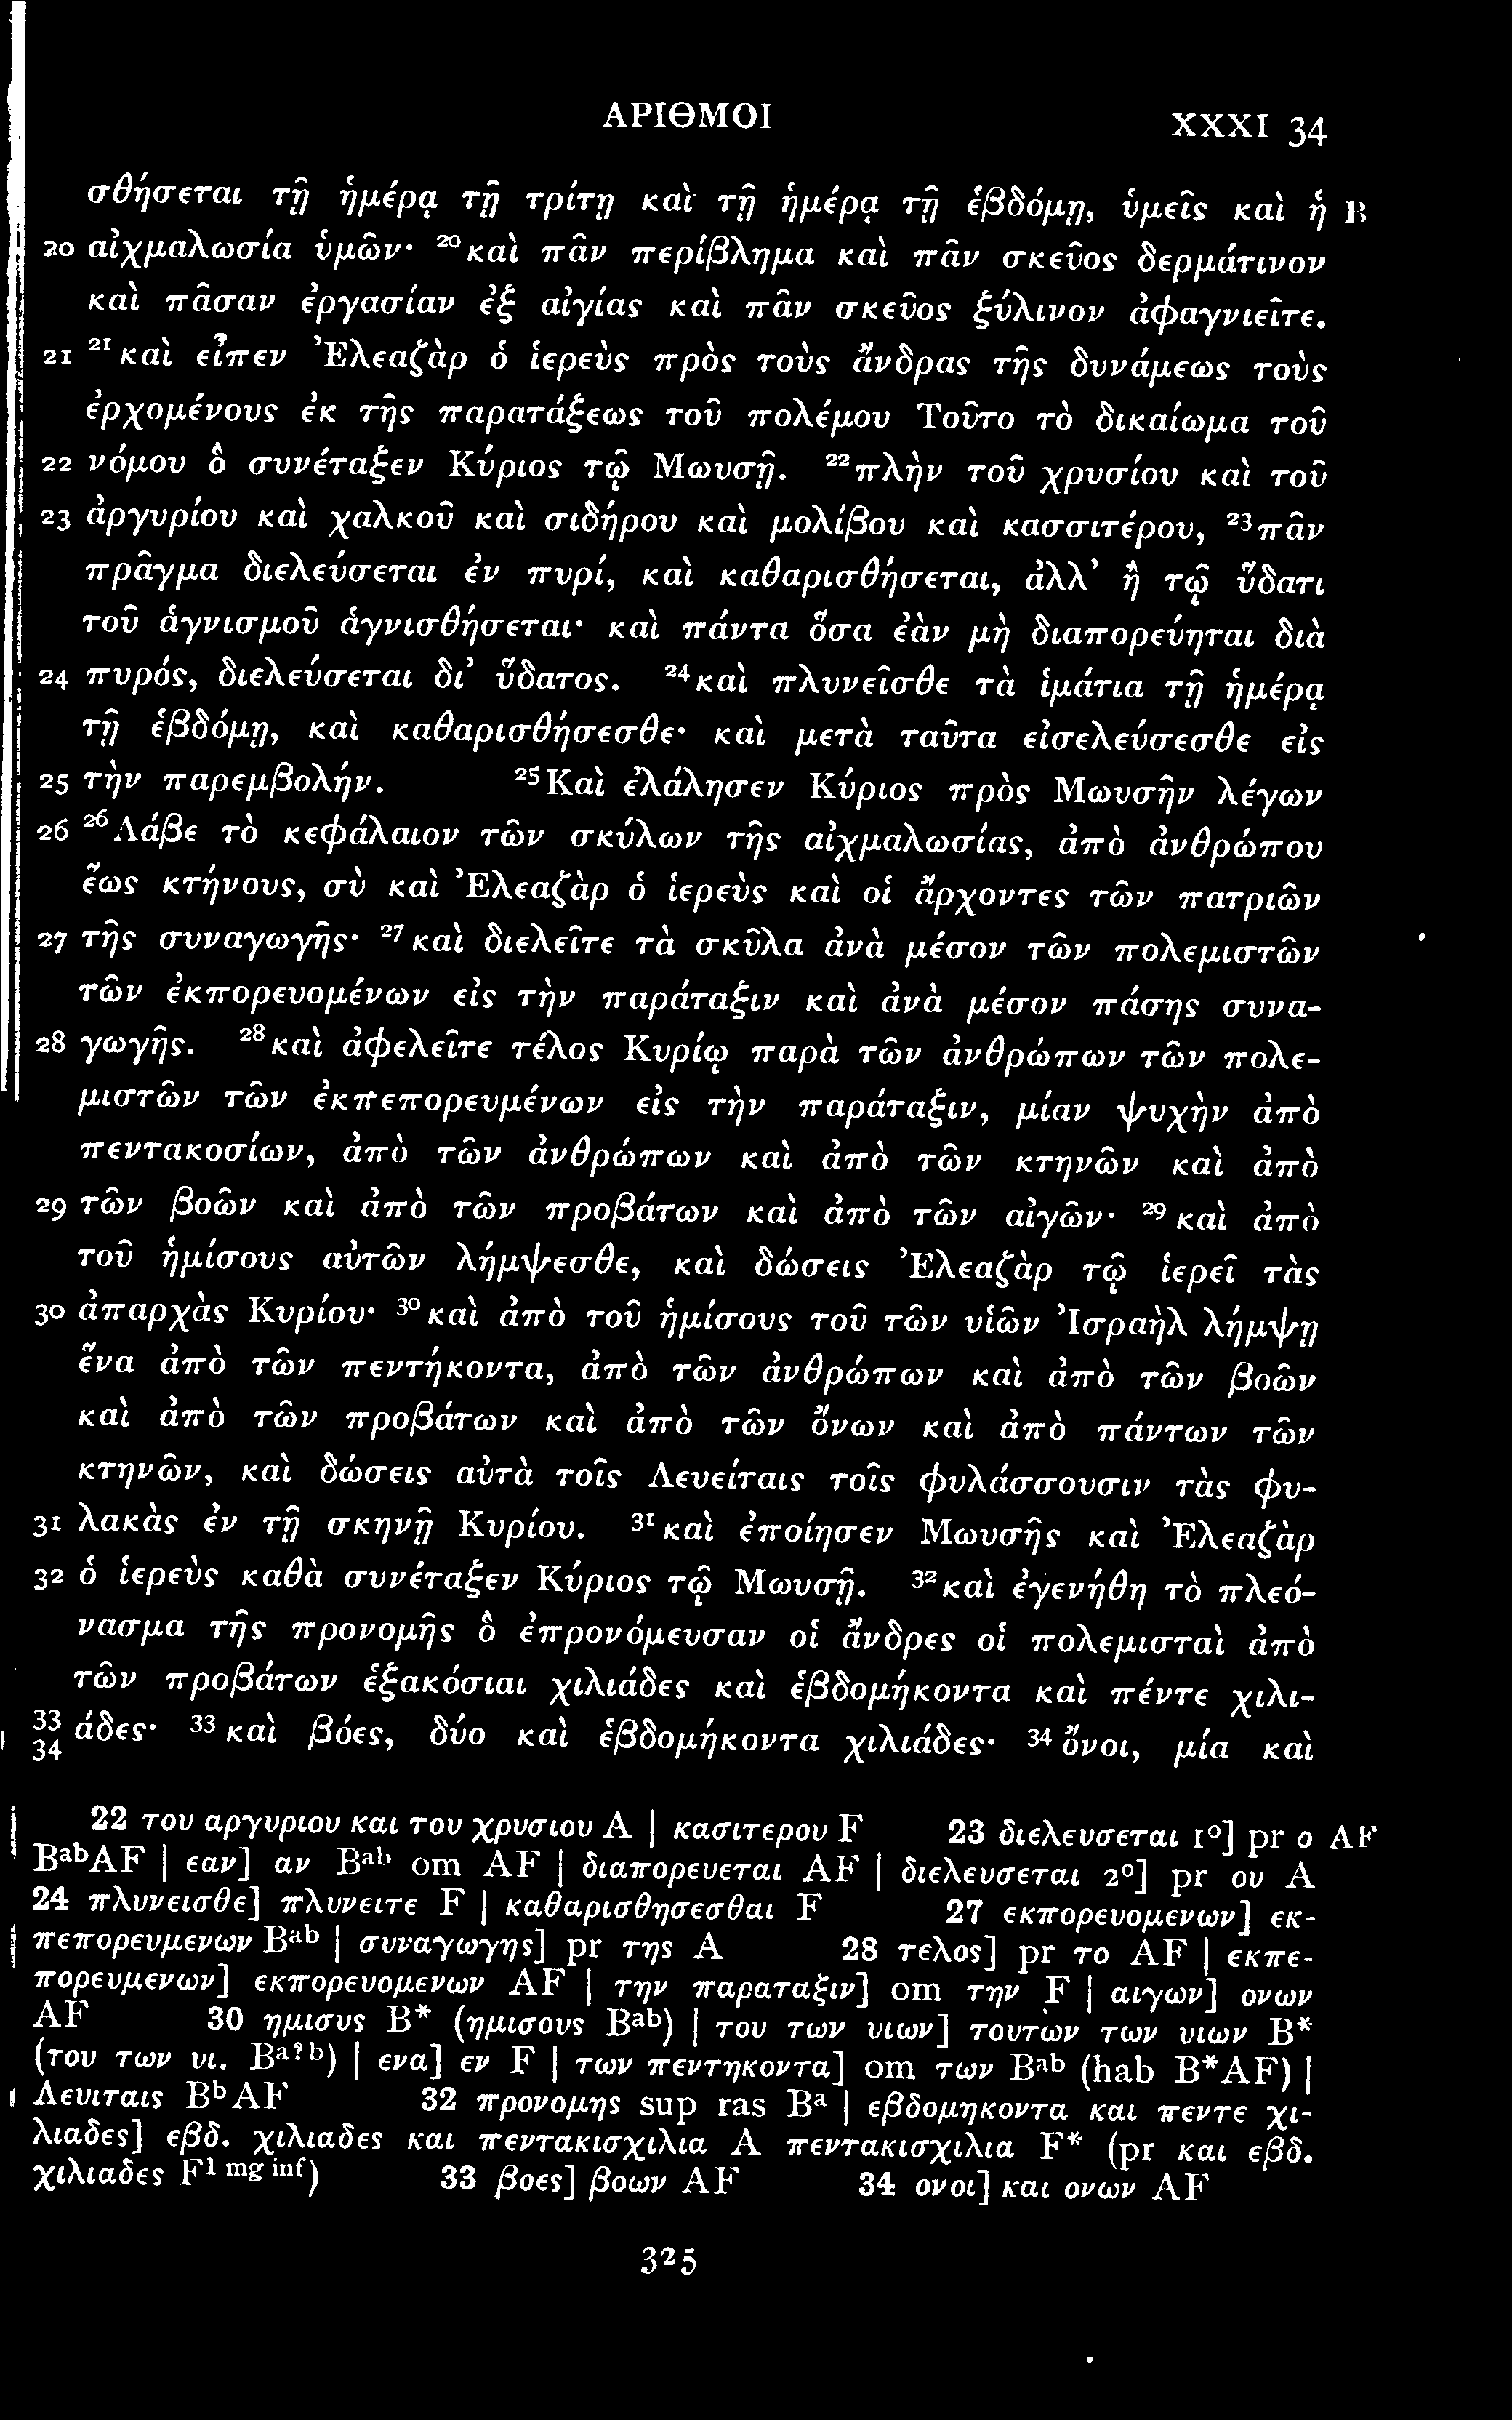 ΑΡΙΘΜΟΙ XXXI 34
σθήσεται τῇ ἡμέρᾳ τῇ τρίτῃ καὶ τῇ ἡμέρᾳ τῇ ἑβδόμῃ, ὑμεῖς καὶ ἡ B
20 αἰχμαλωσία ὑμῶν· ²⁰καὶ πᾶν περίβλημα καὶ πᾶν σκεῦος δερμάτινον
καὶ πᾶσαν ἐργασίαν ἐξ αἰγίας καὶ πᾶν σκεῦος ξύλινον ἀφαγνιεῖτε.
21 ²¹καὶ εἶπεν Ἐλεαζὰρ ὁ ἱερεὺς πρὸς τοὺς ἄνδρας τῆς δυνάμεως τοὺς
ἐρχομένους ἐκ τῆς παρατάξεως τοῦ πολέμου Τοῦτο τὸ δικαίωμα τοῦ
22 νόμου ὃ συνέταξεν Κύριος τῷ Μωυσῇ. ²²πλὴν τοῦ χρυσίου καὶ τοῦ
23 ἀργυρίου καὶ χαλκοῦ καὶ σιδήρου καὶ μολίβου καὶ κασσιτέρου, ²³πᾶν
πρᾶγμα διελεύσεται ἐν πυρί, καὶ καθαρισθήσεται, ἀλλ’ ἢ τῷ ὕδατι
τοῦ ἁγνισμοῦ ἁγνισθήσεται· καὶ πάντα ὅσα ἐὰν μὴ διαπορεύηται διὰ
24 πυρός, διελεύσεται δι’ ὕδατος. ²⁴καὶ πλυνεῖσθε τὰ ἱμάτια τῇ ἡμέρᾳ
τῇ ἑβδόμῃ, καὶ καθαρισθήσεσθε· καὶ μετὰ ταῦτα εἰσελεύσεσθε εἰς
25 τὴν παρεμβολήν. ²⁵Καὶ ἐλάλησεν Κύριος πρὸς Μωυσῆν λέγων
26 ²⁶Λάβε τὸ κεφάλαιον τῶν σκύλων τῆς αἰχμαλωσίας, ἀπὸ ἀνθρώπου
ἕως κτήνους, σὺ καὶ Ἐλεαζὰρ ὁ ἱερεὺς καὶ οἱ ἄρχοντες τῶν πατριῶν
27 τῆς συναγωγῆς· ²⁷καὶ διελεῖτε τὰ σκῦλα ἀνὰ μέσον τῶν πολεμιστῶν
τῶν ἐκπορευομένων εἰς τὴν παράταξιν καὶ ἀνὰ μέσον πάσης συνα-
28 γωγῆς. ²⁸καὶ ἀφελεῖτε τέλος Κυρίῳ παρὰ τῶν ἀνθρώπων τῶν πολε-
μιστῶν τῶν ἐκπεπορευμένων εἰς τὴν παράταξιν, μίαν ψυχὴν ἀπὸ
πεντακοσίων, ἀπὸ τῶν ἀνθρώπων καὶ ἀπὸ τῶν κτηνῶν καὶ ἀπὸ
29 τῶν βοῶν καὶ ἀπὸ τῶν προβάτων καὶ ἀπὸ τῶν αἰγῶν· ²⁹καὶ ἀπὸ
τοῦ ἡμίσους αὐτῶν λήμψεσθε, καὶ δώσεις Ἐλεαζὰρ τῷ ἱερεῖ τὰς
30 ἀπαρχὰς Κυρίου· ³⁰καὶ ἀπὸ τοῦ ἡμίσους τοῦ τῶν υἱῶν Ἰσραὴλ λήμψῃ
ἕνα ἀπὸ τῶν πεντήκοντα, ἀπὸ τῶν ἀνθρώπων καὶ ἀπὸ τῶν βοῶν
καὶ ἀπὸ τῶν προβάτων καὶ ἀπὸ τῶν ὄνων καὶ ἀπὸ πάντων τῶν
κτηνῶν, καὶ δώσεις αὐτὰ τοῖς Λευείταις τοῖς φυλάσσουσιν τὰς φυ-
31 λακὰς ἐν τῇ σκηνῇ Κυρίου. ³¹καὶ ἐποίησεν Μωυσῆς καὶ Ἐλεαζὰρ
32 ὁ ἱερεὺς καθὰ συνέταξεν Κύριος τῷ Μωυσῇ. ³²καὶ ἐγενήθη τὸ πλεό-
νασμα τῆς προνομῆς ὃ ἐπρονόμευσαν οἱ ἄνδρες οἱ πολεμισταὶ ἀπὸ
τῶν προβάτων ἑξακόσιαι χιλιάδες καὶ ἑβδομήκοντα καὶ πέντε χιλι-
33 34 άδες· ³³καὶ βόες, δύο καὶ ἑβδομήκοντα χιλιάδες· ³⁴ὄνοι, μία καὶ
22 του αργυριου και του χρυσιου A | κασιτερου F 23 διελευσεται 1°] pr ο AF
BᵃᵇAF | εαν] αν Bᵃᵇ om AF | διαπορευεται AF | διελευσεται 2°] pr ου A
24 πλυνεισθε] πλυνειτε F | καθαρισθησεσθαι F 27 εκπορευομενων] εκ-
πεπορευμενων Bᵃᵇ | συναγωγης] pr της A 28 τελος] pr το AF | εκπε-
πορευμενων] εκπορευομενων AF | την παραταξιν] om την F | αιγων] ονων
AF 30 ημισυς B* (ημισους Bᵃᵇ) | του των υιων] τουτων των υιων B*
(του των υι. Bᵃ?ᵇ) | ενα] εν F | των πεντηκοντα] om των Bᵃᵇ (hab B*AF) |
Λευιταις BᵇAF 32 προνομης sup ras Bᵃ | εβδομηκοντα και πεντε χι-
λιαδες] εβδ. χιλιαδες και πεντακισχιλια A πεντακισχιλια F* (pr και εβδ.
χιλιαδες F¹ ᵐᵍ ⁱⁿᶠ) 33 βοες] βοων AF 34 ονοι] και ονων AF
325